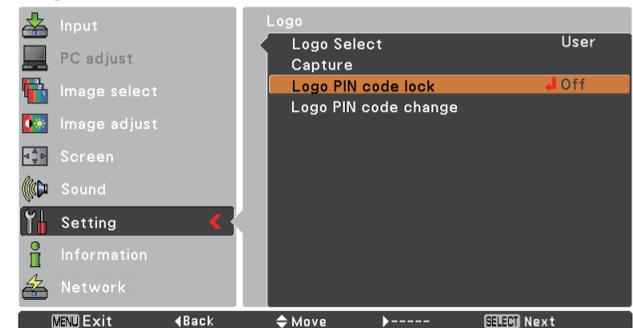 Input
PC adjust
Image select
Image adjust
Screen
Sound
Setting
Information
Network
Logo
Logo Select User
Capture
Logo PIN code lock Off
Logo PIN code change
MENU Exit Back Move ----- SELECT Next